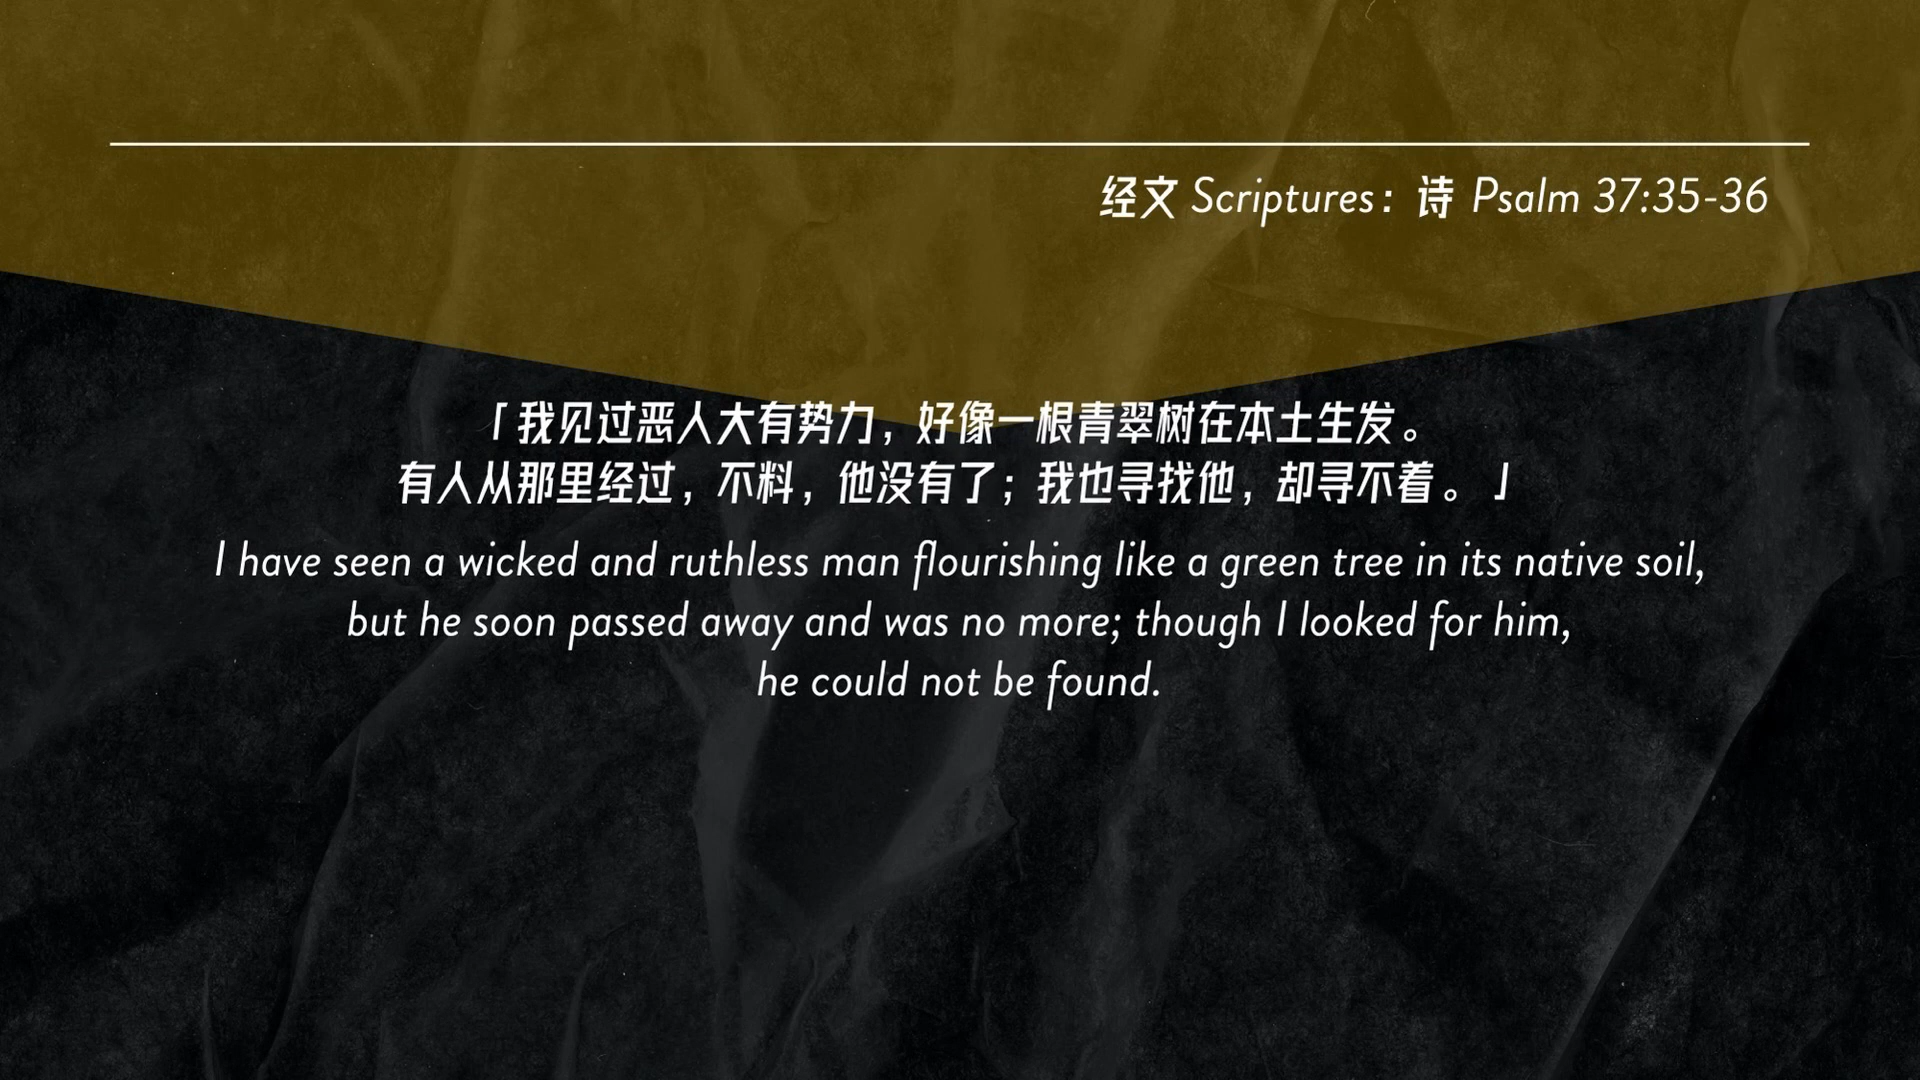 经文 Scriptures：诗 Psalm 37:35-36
「我见过恶人大有势力，好像一根青翠树在本土生发。
有人从那里经过，不料，他没有了；我也寻找他，却寻不着。」
I have seen a wicked and ruthless man flourishing like a green tree in its native soil,
but he soon passed away and was no more; though I looked for him,
he could not be found.